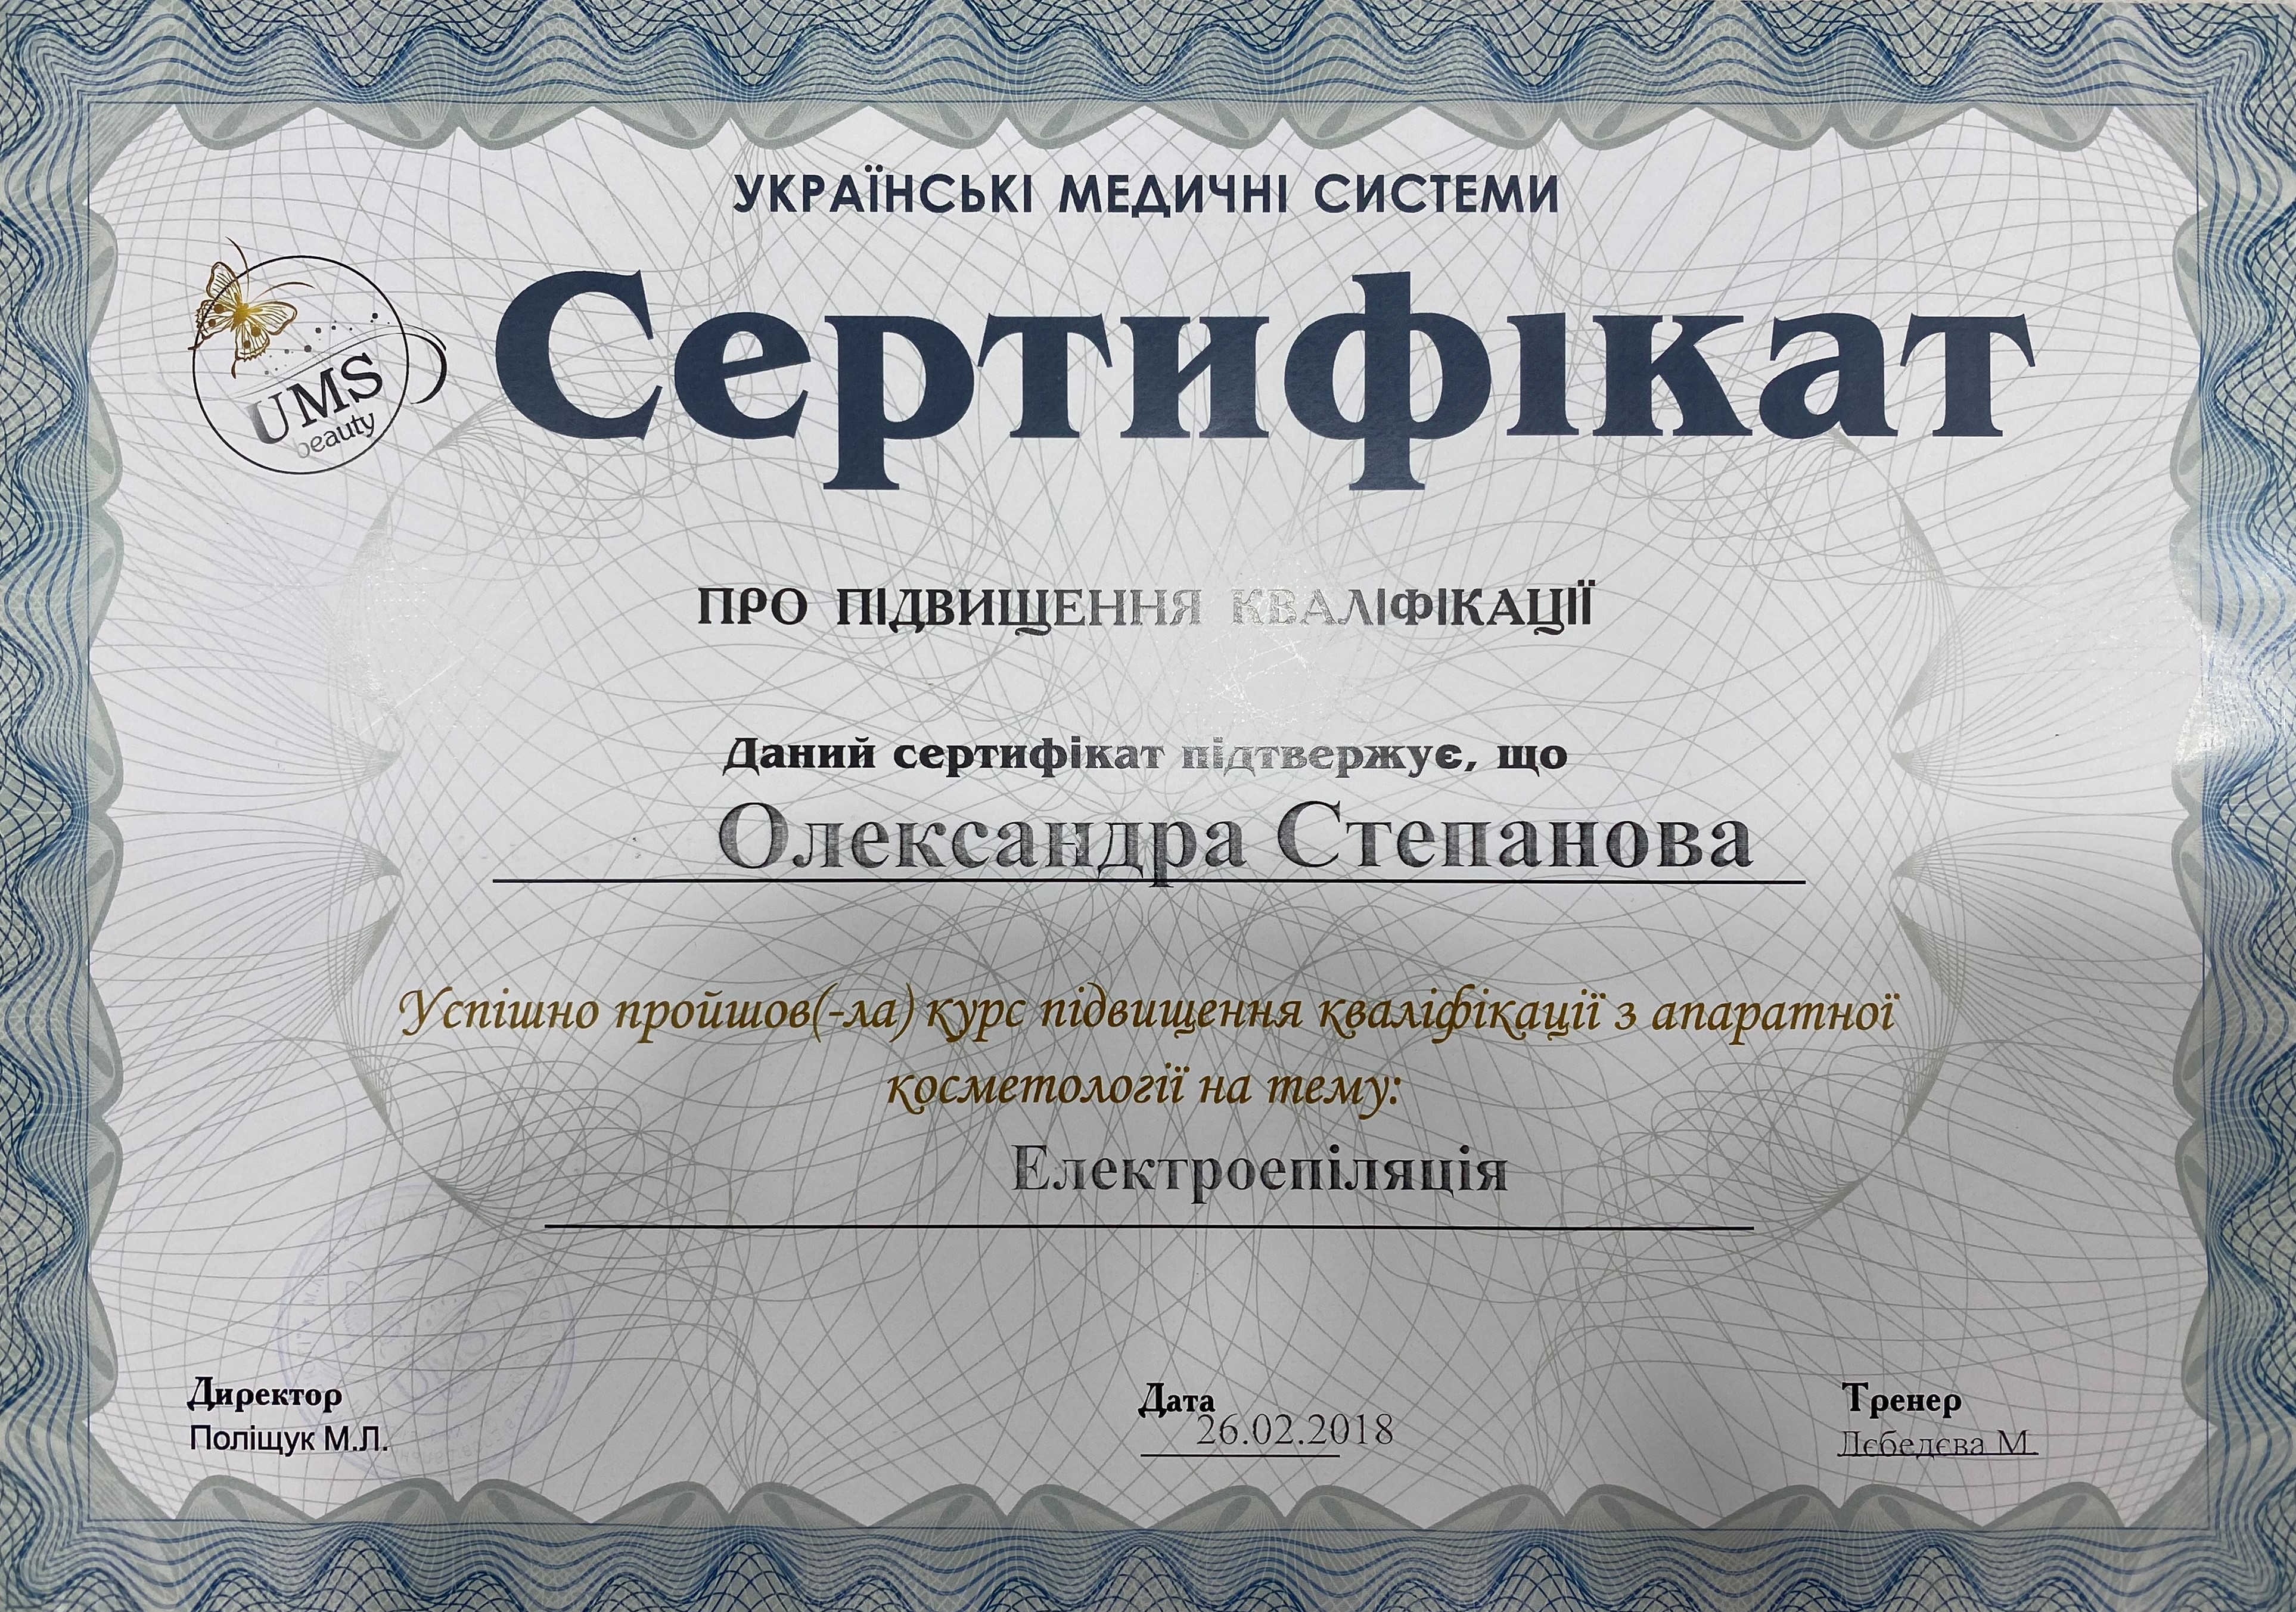 УКРАЇНСЬКІ МЕДИЧНІ СИСТЕМИ
UMS
beauty
Сертифікат
ПРО ПІДВИЩЕННЯ КВАЛІФІКАЦІЇ
Даний сертифікат підтвержує, що
Олександра Степанова
Успішно пройшов(-ла) курс підвищення кваліфікації з апаратної
косметології на тему:
Електроепіляція
Директор
Поліщук М.Л.
Дата
26.02.2018
Тренер
Лєбедєва М.